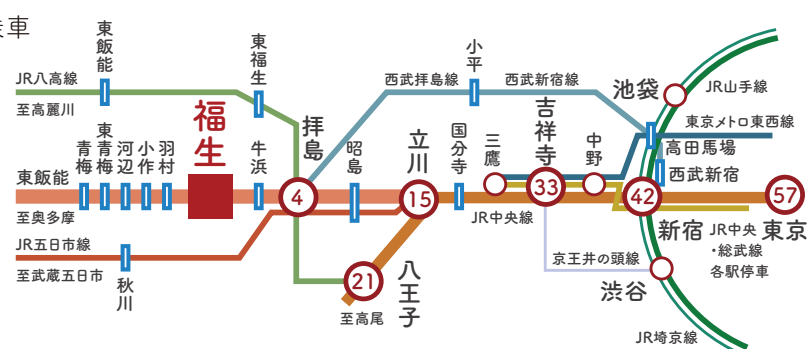 乗車
東飯能
JR八高線
至高麗川
東福生
小平
西武拝島線
西武新宿線
池袋
JR山手線
東京メトロ東西線
高田馬場
西武新宿
福生
拝島
立川
国分寺
三鷹
吉祥寺
中野
東飯能
至奥多摩
青梅
東青梅
河辺
小作
羽村
牛浜
昭島
4
15
33
42
57
JR中央線
新宿
JR中央
・総武線
各駅停車
東京
JR五日市線
至武蔵五日市
秋川
21
八王子
至高尾
京王井の頭線
渋谷
JR埼京線